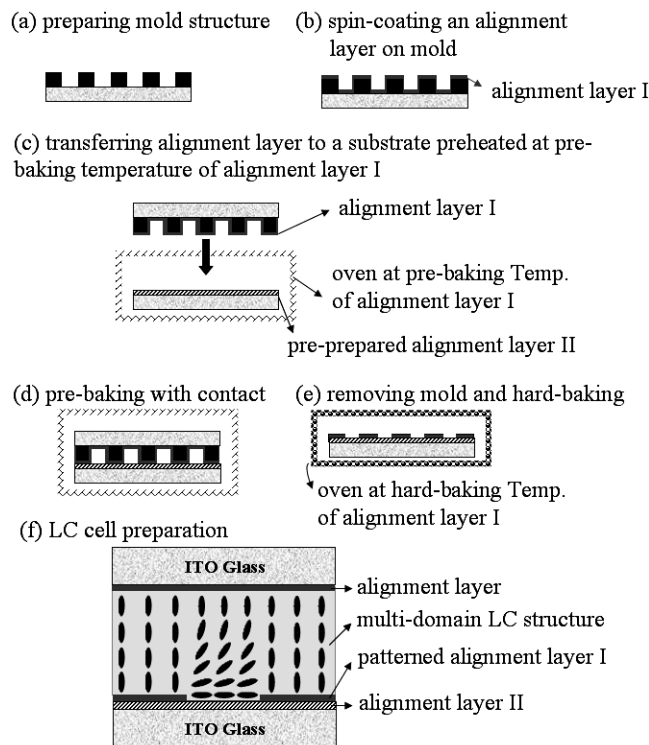 (a) preparing mold structure
(b) spin-coating an alignment
layer on mold
alignment layer I
(c) transferring alignment layer to a substrate preheated at pre-
baking temperature of alignment layer I
alignment layer I
oven at pre-baking Temp.
of alignment layer I
pre-prepared alignment layer II
(d) pre-baking with contact
(e) removing mold and hard-baking
oven at hard-baking Temp.
of alignment layer I
(f) LC cell preparation
ITO Glass
alignment layer
multi-domain LC structure
patterned alignment layer I
alignment layer II
ITO Glass